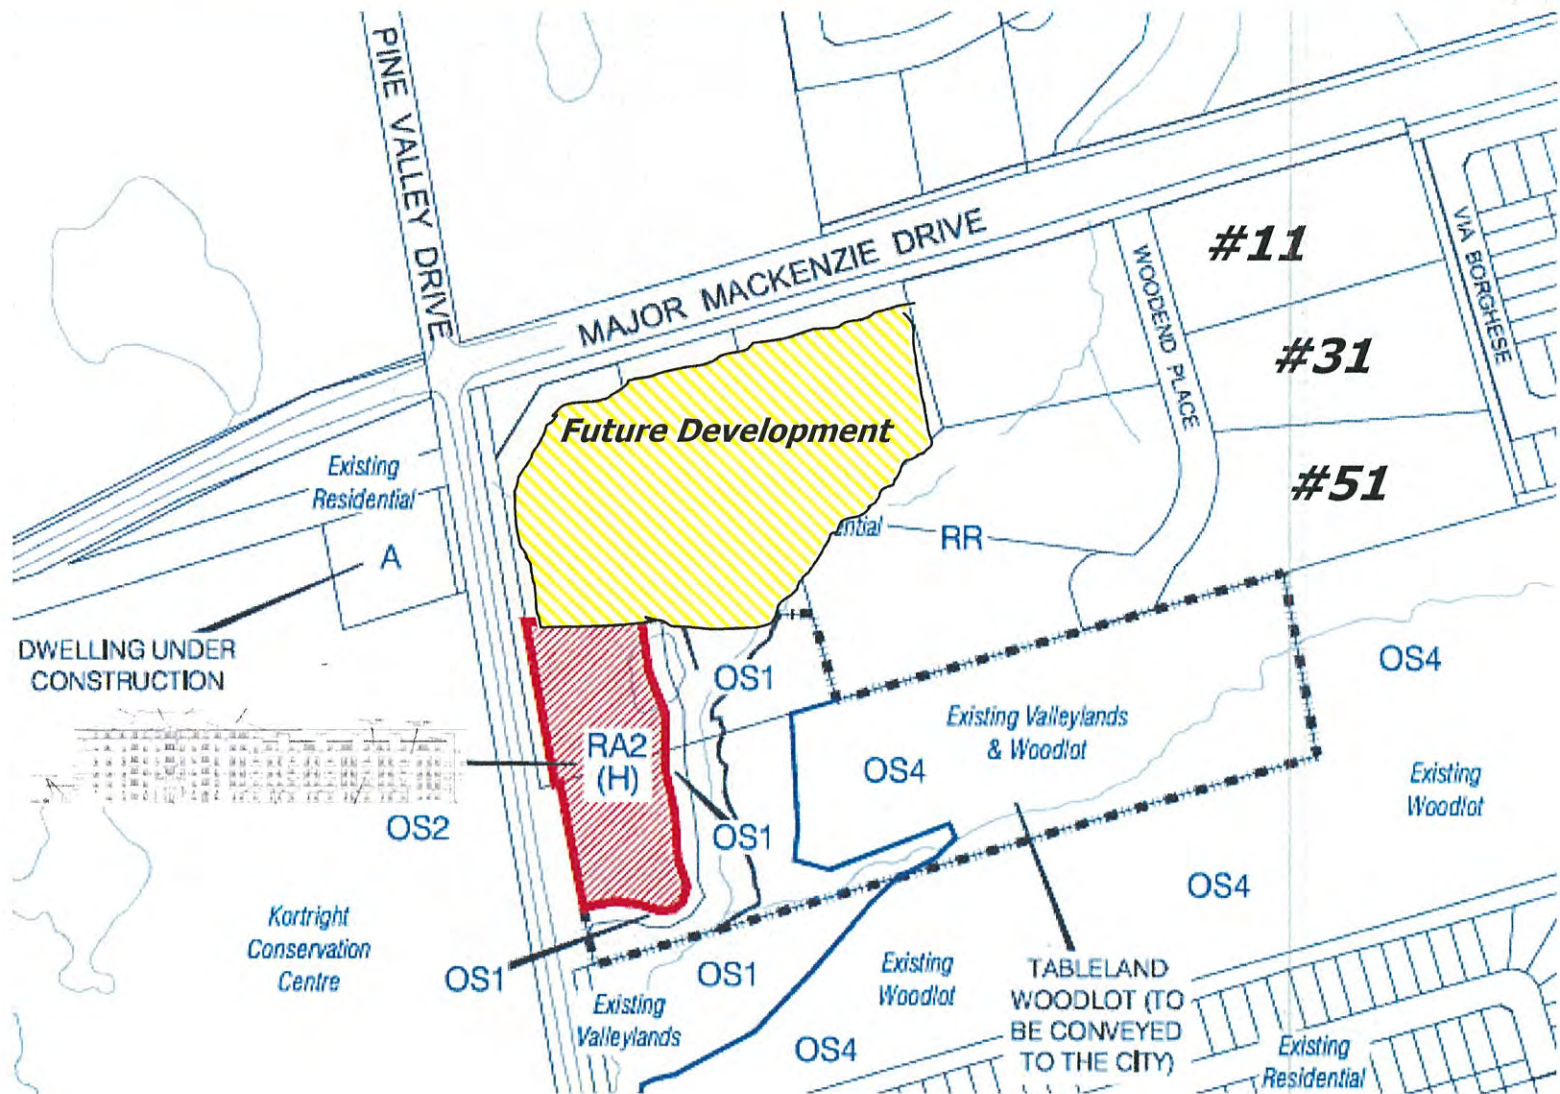 PINE VALLEY DRIVE
MAJOR MACKENZIE DRIVE
WOODEND PLACE
VIA BORGHESE
#11
#31
#51
Future Development
Existing
Residential
A
ential
RR
DWELLING UNDER
CONSTRUCTION
RA2
(H)
OS1
OS4
Existing Valleylands
& Woodlot
OS4
Existing
Woodlot
OS2
OS1
OS4
Kortright
Conservation
Centre
OS1
OS1
Existing
Valleylands
Existing
Woodlot
OS4
TABLELAND
WOODLOT (TO
BE CONVEYED
TO THE CITY)
Existing
Residential